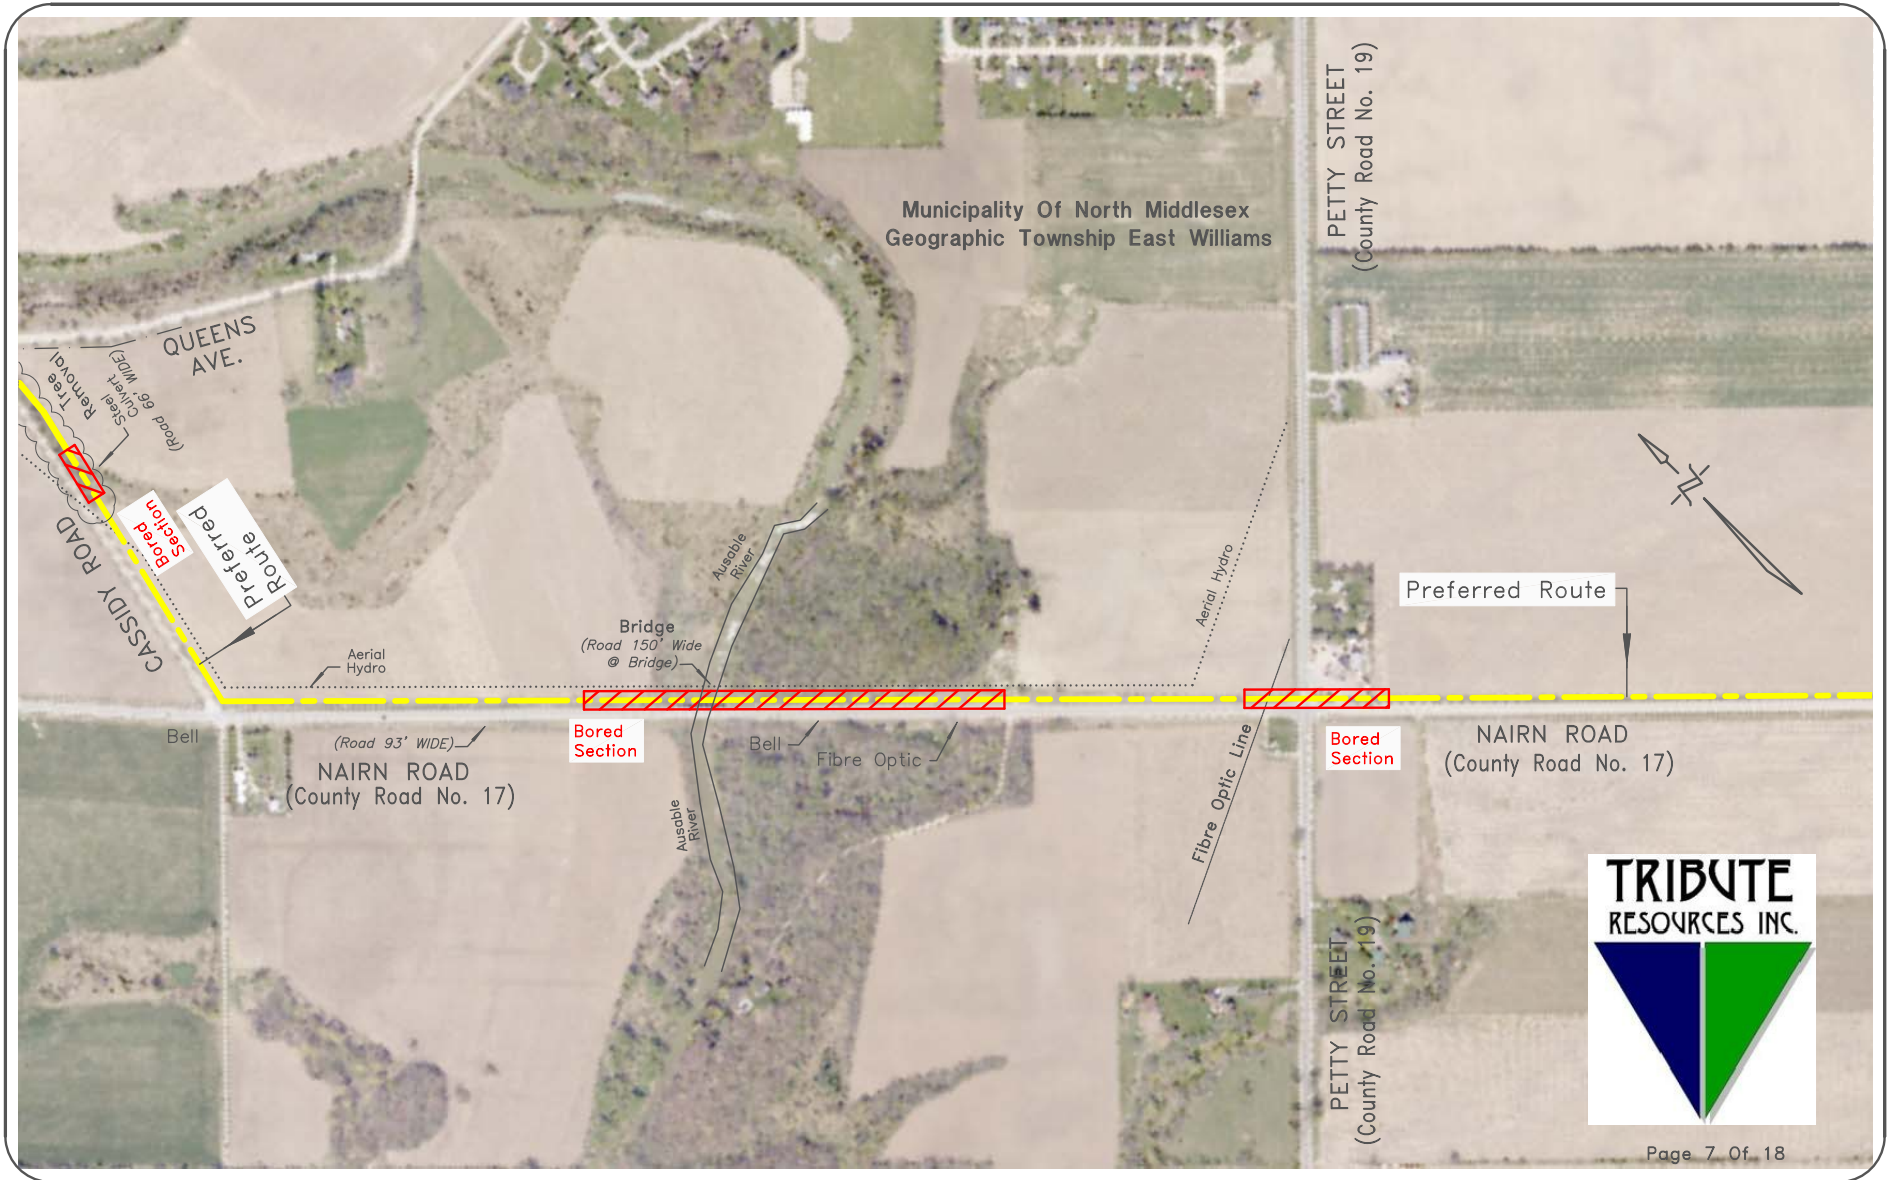 PETTY STREET
(County Road No. 19)
Municipality Of North Middlesex
Geographic Township East Williams
QUEENS
AVE.
Tree
Removal
Steel
Culvert
(Road 66' WIDE)
Bored
Section
Preferred
Route
CASSIDY ROAD
Ausable
River
Aerial Hydro
Bridge
(Road 150' Wide
@ Bridge)
Aerial
Hydro
Preferred Route
Bell
(Road 93' WIDE)
NAIRN ROAD
(County Road No. 17)
Bored
Section
Bell
Fibre Optic
Ausable
River
Fibre Optic Line
Bored
Section
NAIRN ROAD
(County Road No. 17)
PETTY STREET
(County Road No. 19)
TRIBUTE
RESOURCES INC.
Page 7 Of 18